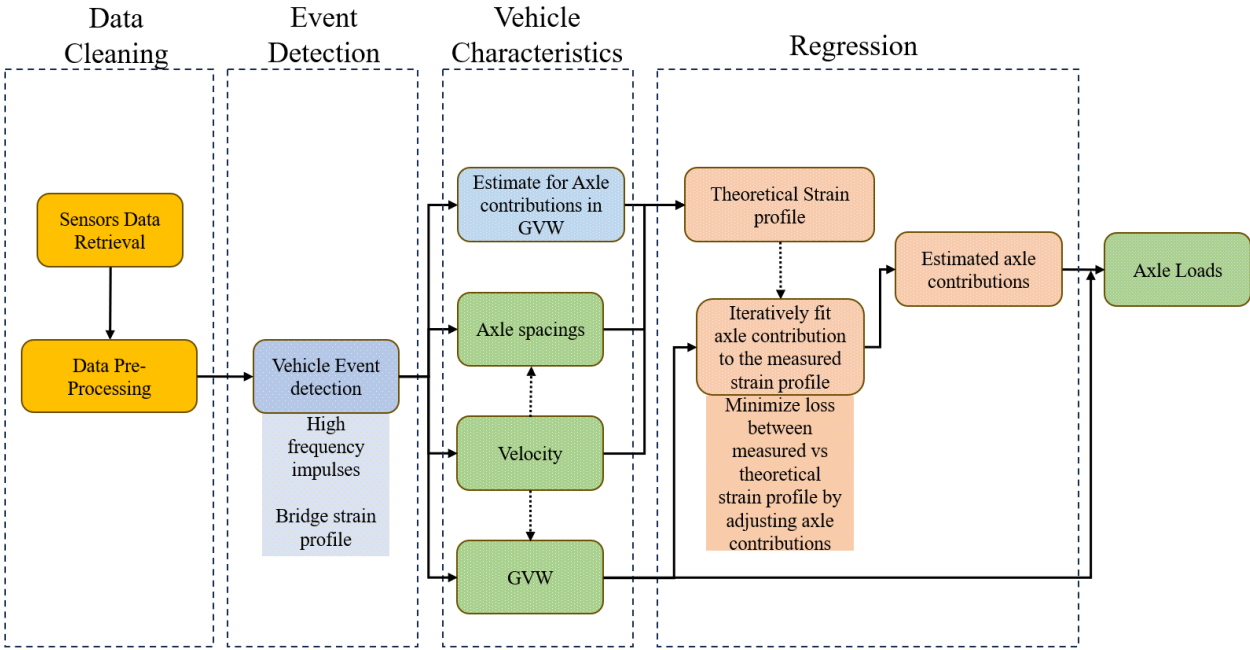 Data
Cleaning
Event
Detection
Vehicle
Characteristics
Regression
Sensors Data
Retrieval
Data Pre-
Processing
Vehicle Event
detection
High
frequency
impulses
Bridge strain
profile
Estimate for Axle
contributions in
GVW
Axle spacings
Velocity
GVW
Theoretical Strain
profile
Iteratively fit
axle contribution
to the measured
strain profile
Minimize loss
between
measured vs
theoretical
strain profile by
adjusting axle
contributions
Estimated axle
contributions
Axle Loads